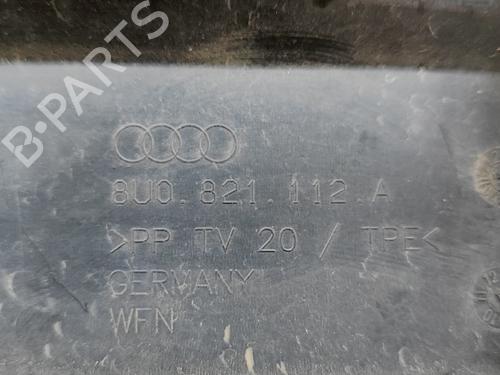 B-PARTS
8U0.821.112.A
>PP TV 20 / TPE<
GERMANY
WFN